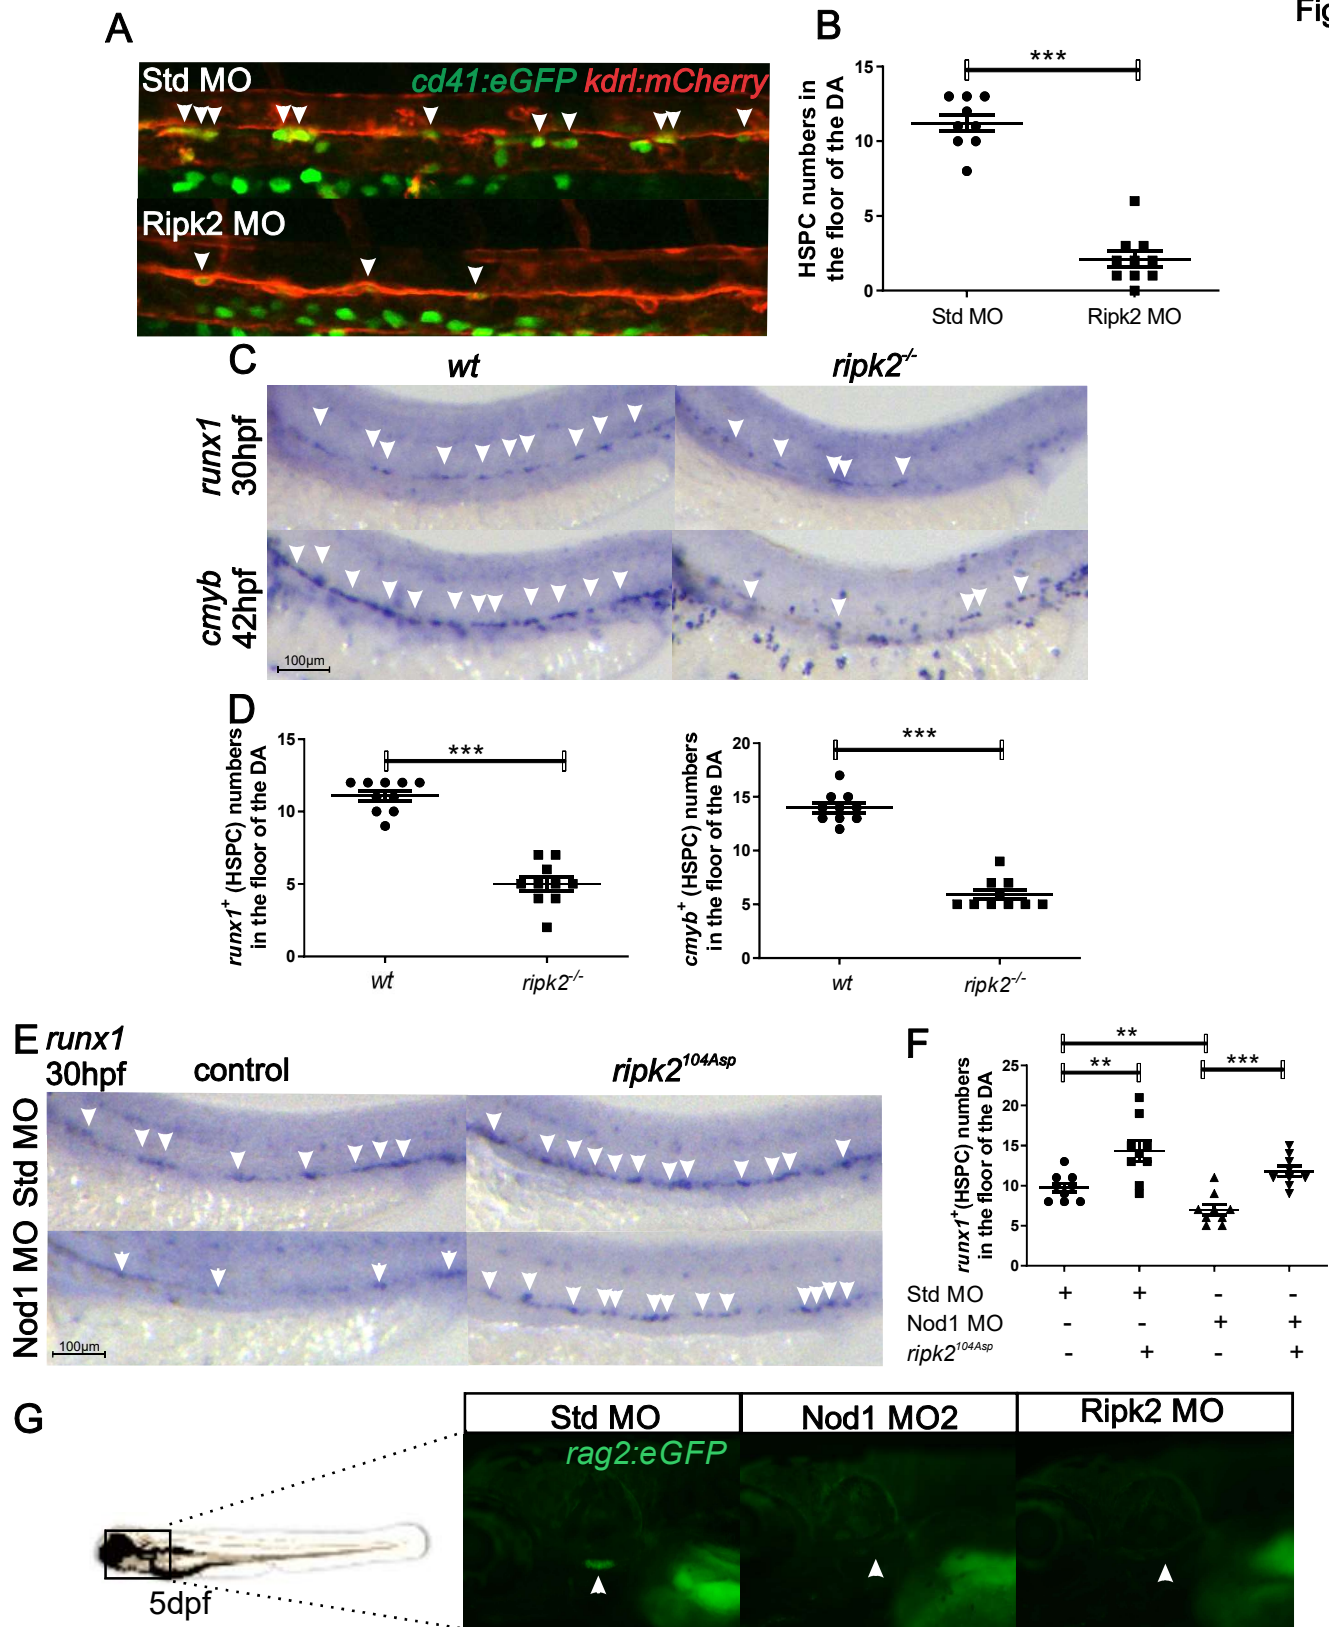 Fig
A
Std MO
cd41:eGFP kdrl:mCherry
Ripk2 MO
B
HSPC numbers in
the floor of the DA
15
10
5
0
***
Std MO
Ripk2 MO
C
wt
ripk2-/-
runx1
30hpf
cmyb
42hpf
100µm
D
runx1+ (HSPC) numbers
in the floor of the DA
15
10
5
0
***
wt
ripk2-/-
cmyb+ (HSPC) numbers
in the floor of the DA
20
15
10
5
0
***
wt
ripk2-/-
E
runx1
30hpf
control
ripk2104Asp
Std MO
Nod1 MO
100µm
F
runx1+(HSPC) numbers
in the floor of the DA
25
20
15
10
5
0
**
**
***
Std MO + + - -
Nod1 MO - - + +
ripk2104Asp - + - +
G
5dpf
Std MO
Nod1 MO2
Ripk2 MO
rag2:eGFP